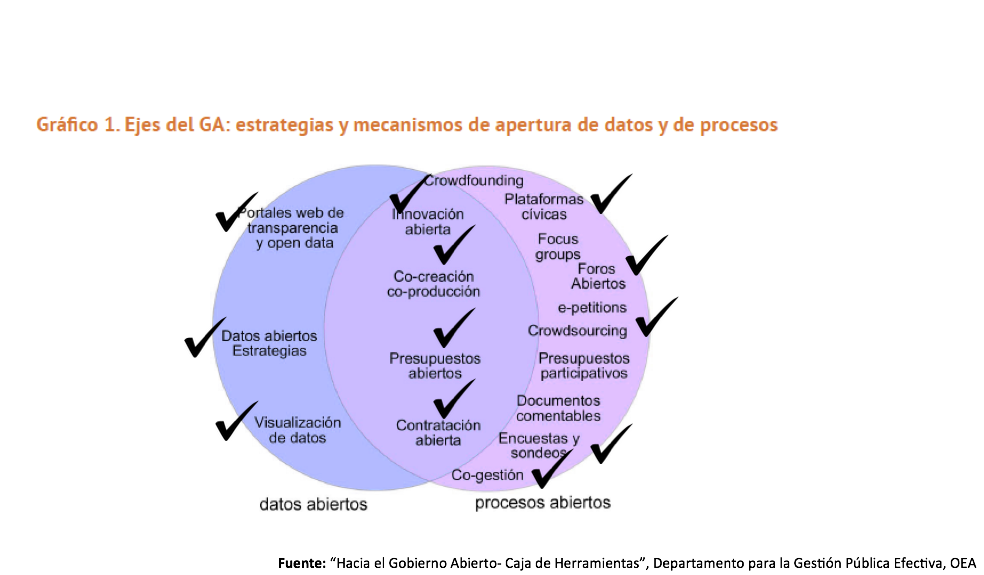 Gráfico 1. Ejes del GA: estrategias y mecanismos de apertura de datos y de procesos
Portales web de
transparencia
y open data
Datos abiertos
Estrategias
Visualización
de datos
datos abiertos
Innovación
abierta
Co-creación
co-producción
Presupuestos
abiertos
Contratación
abierta
Crowdfounding
Plataformas
cívicas
Focus
groups
Foros
Abiertos
e-petitions
Crowdsourcing
Presupuestos
participativos
Documentos
comentables
Encuestas y
sondeos
Co-gestión
procesos abiertos
Fuente: “Hacia el Gobierno Abierto- Caja de Herramientas”, Departamento para la Gestión Pública Efectiva, OEA